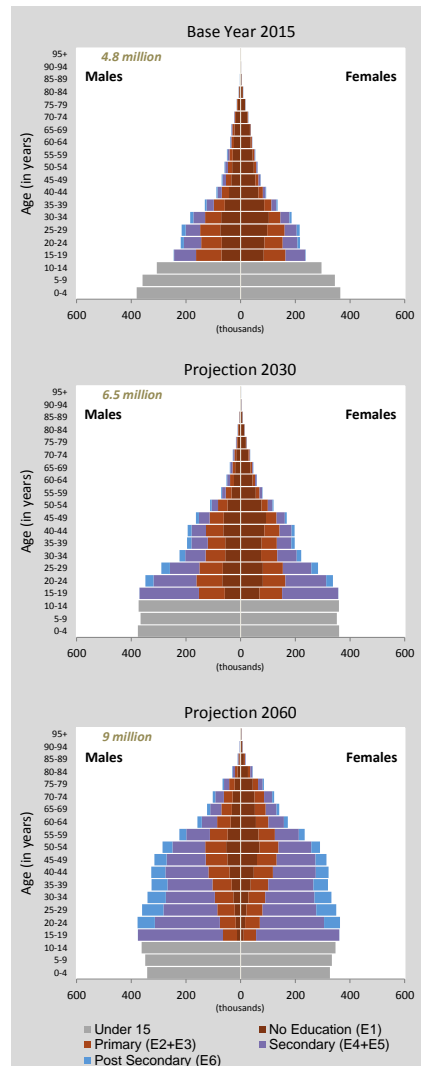 Base Year 2015
4.8 million
Males Females
Age (in years)
95+
90-94
85-89
80-84
75-79
70-74
65-69
60-64
55-59
50-54
45-49
40-44
35-39
30-34
25-29
20-24
15-19
10-14
5-9
0-4
600 400 200 0 200 400 600
(thousands)
Projection 2030
6.5 million
Males Females
Age (in years)
95+
90-94
85-89
80-84
75-79
70-74
65-69
60-64
55-59
50-54
45-49
40-44
35-39
30-34
25-29
20-24
15-19
10-14
5-9
0-4
600 400 200 0 200 400 600
(thousands)
Projection 2060
9 million
Males Females
Age (in years)
95+
90-94
85-89
80-84
75-79
70-74
65-69
60-64
55-59
50-54
45-49
40-44
35-39
30-34
25-29
20-24
15-19
10-14
5-9
0-4
600 400 200 0 200 400 600
(thousands)
Under 15 No Education (E1)
Primary (E2+E3) Secondary (E4+E5)
Post Secondary (E6)